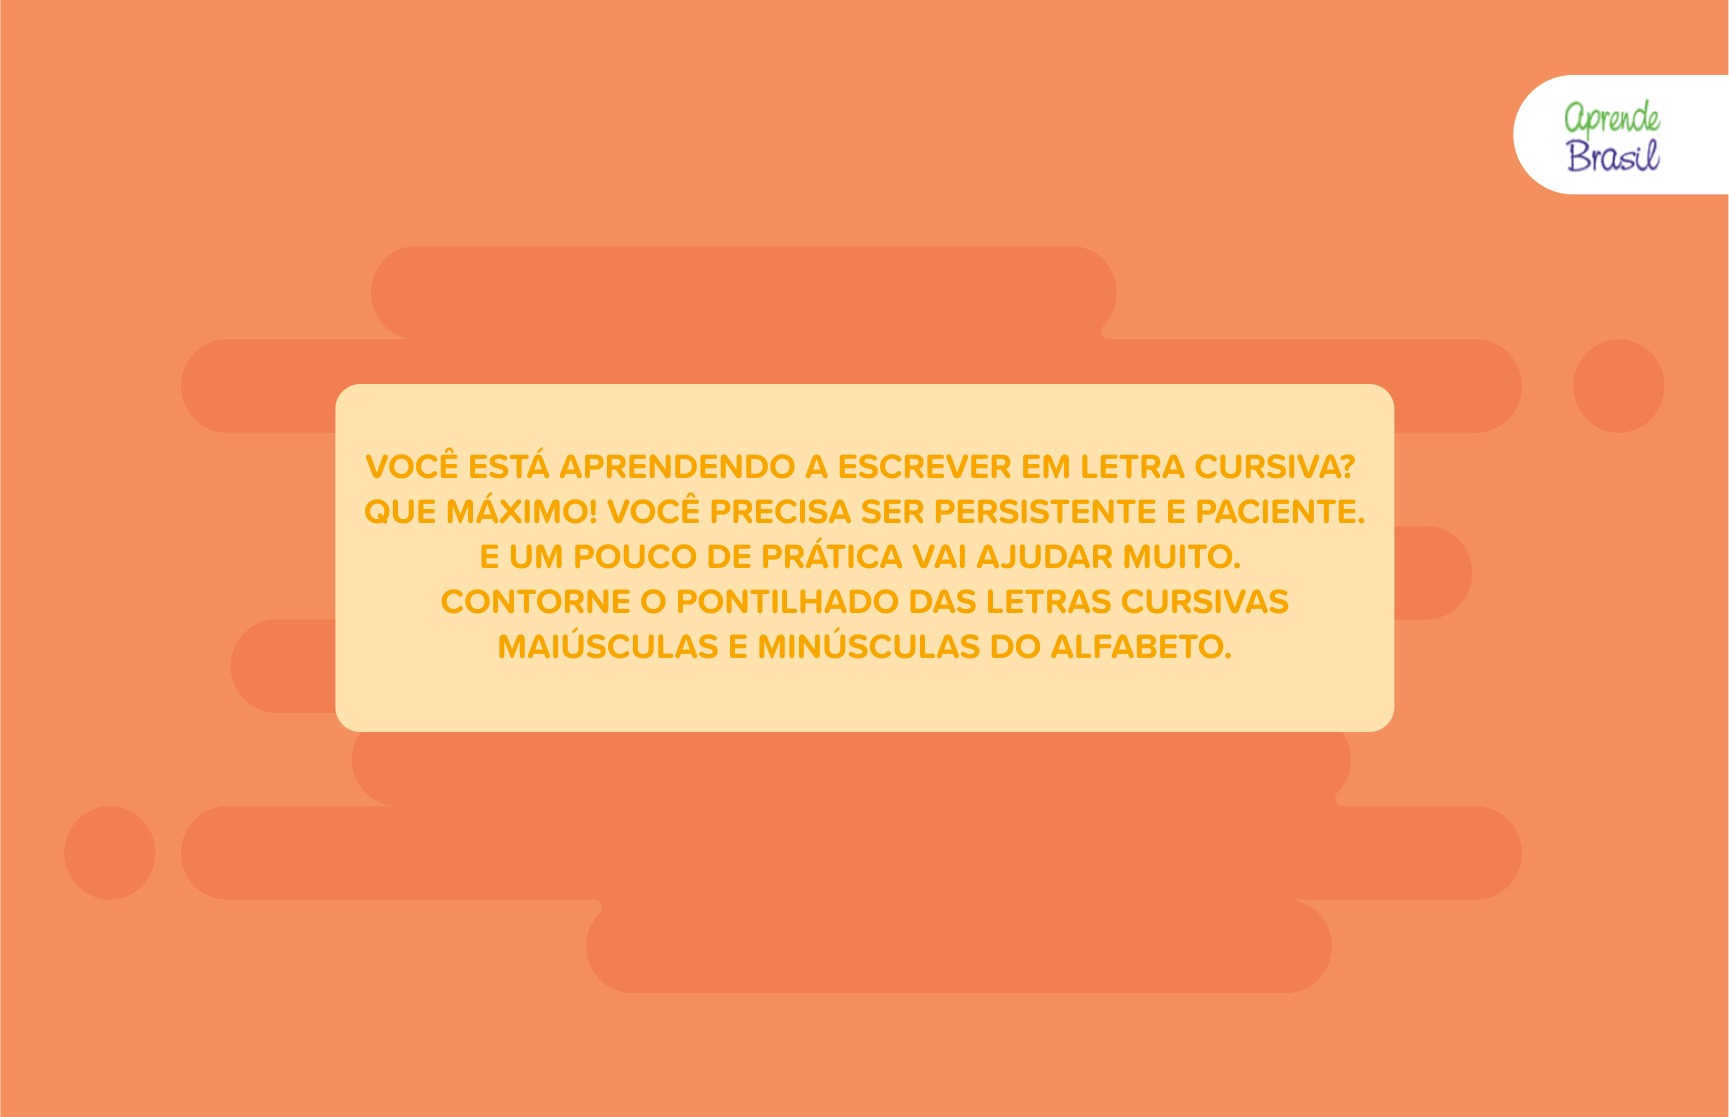 Aprende
Brasil
VOCÊ ESTÁ APRENDENDO A ESCREVER EM LETRA CURSIVA?
QUE MÁXIMO! VOCÊ PRECISA SER PERSISTENTE E PACIENTE.
E UM POUCO DE PRÁTICA VAI AJUDAR MUITO.
CONTORNE O PONTILHADO DAS LETRAS CURSIVAS
MAIÚSCULAS E MINÚSCULAS DO ALFABETO.